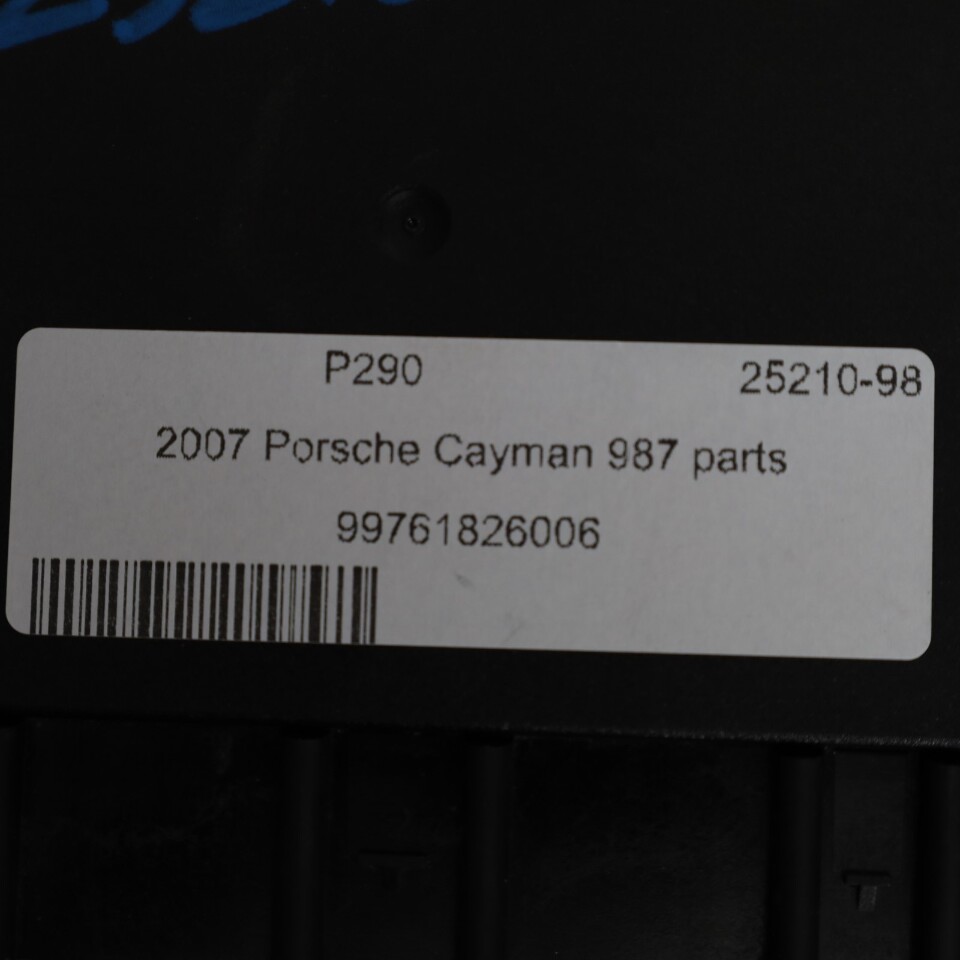 P290 25210-98
2007 Porsche Cayman 987 parts
99761826006